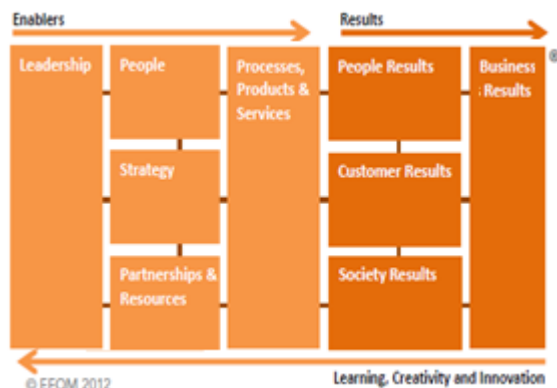 Enablers
Results
Leadership
People
Processes,
Products &
Services
People Results
Business
s Results
®
Strategy
Customer Results
Partnerships &
Resources
Society Results
Learning, Creativity and Innovation
© EFQM 2012